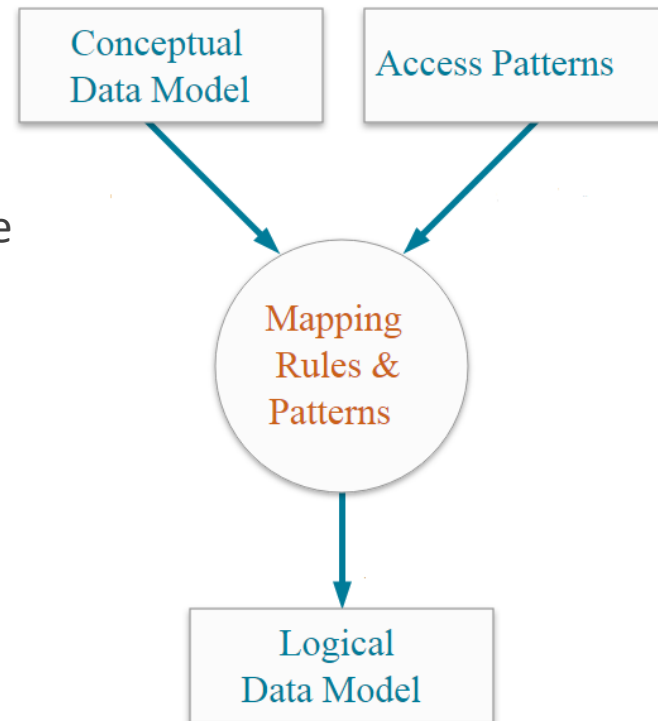 Conceptual
Data Model
Access Patterns
e
Mapping
Rules &
Patterns
Logical
Data Model